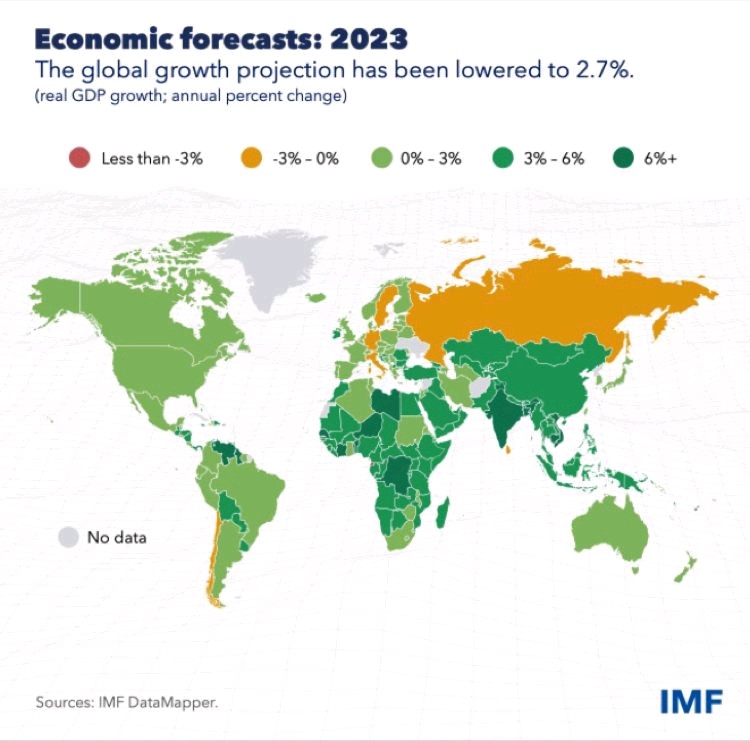 Economic forecasts: 2023
The global growth projection has been lowered to 2.7%.
(real GDP growth; annual percent change)
Less than -3%
-3% – 0%
0% – 3%
3% – 6%
6%+
No data
Sources: IMF DataMapper.
IMF